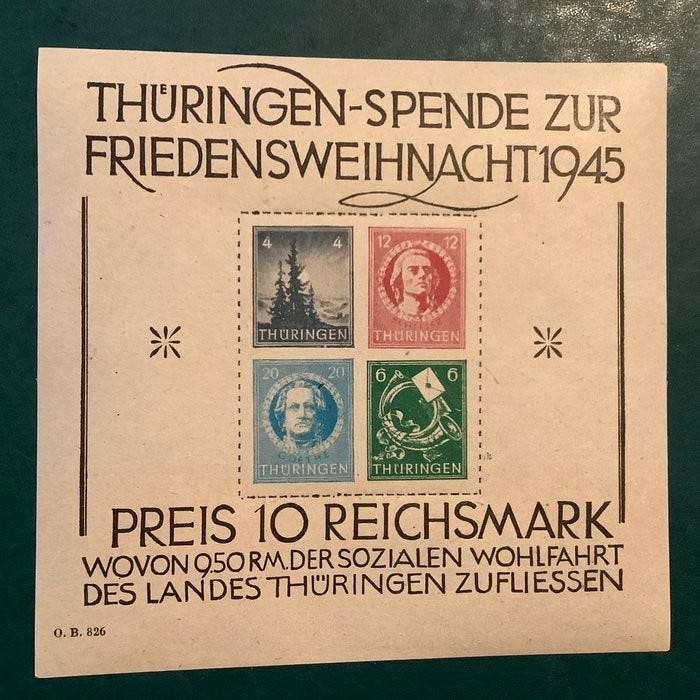 THÜRINGEN-SPENDE ZUR
FRIEDENSWEIHNACHT 1945
4 4
THÜRINGEN
12 12
THÜRINGEN
20 20
GOETHE
THÜRINGEN
6 6
THÜRINGEN
PREIS 10 REICHSMARK
WOVON 9,50 RM. DER SOZIALEN WOHLFAHRT
DES LANDES THÜRINGEN ZUFLIESSEN
O. B. 826